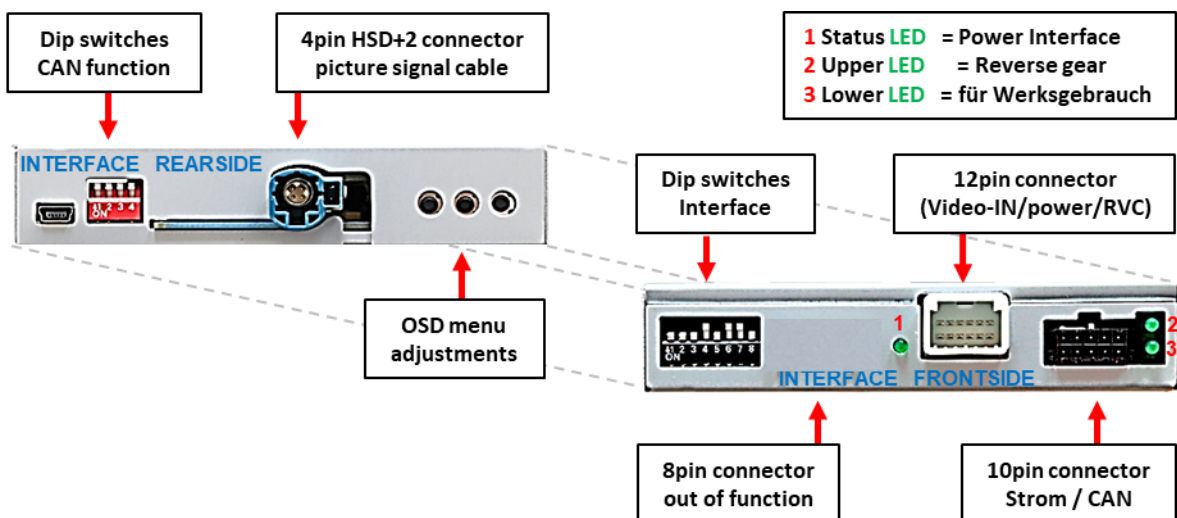 Dip switches
CAN function
4pin HSD+2 connector
picture signal cable
1 Status LED = Power Interface
2 Upper LED = Reverse gear
3 Lower LED = für Werksgebrauch
INTERFACE REARSIDE
1 2 3 4
ON
Dip switches
Interface
12pin connector
(Video-IN/power/RVC)
OSD menu
adjustments
1
2
3
1 2 3 4 5 6 7 8
ON
INTERFACE FRONTSIDE
8pin connector
out of function
10pin connector
Strom / CAN